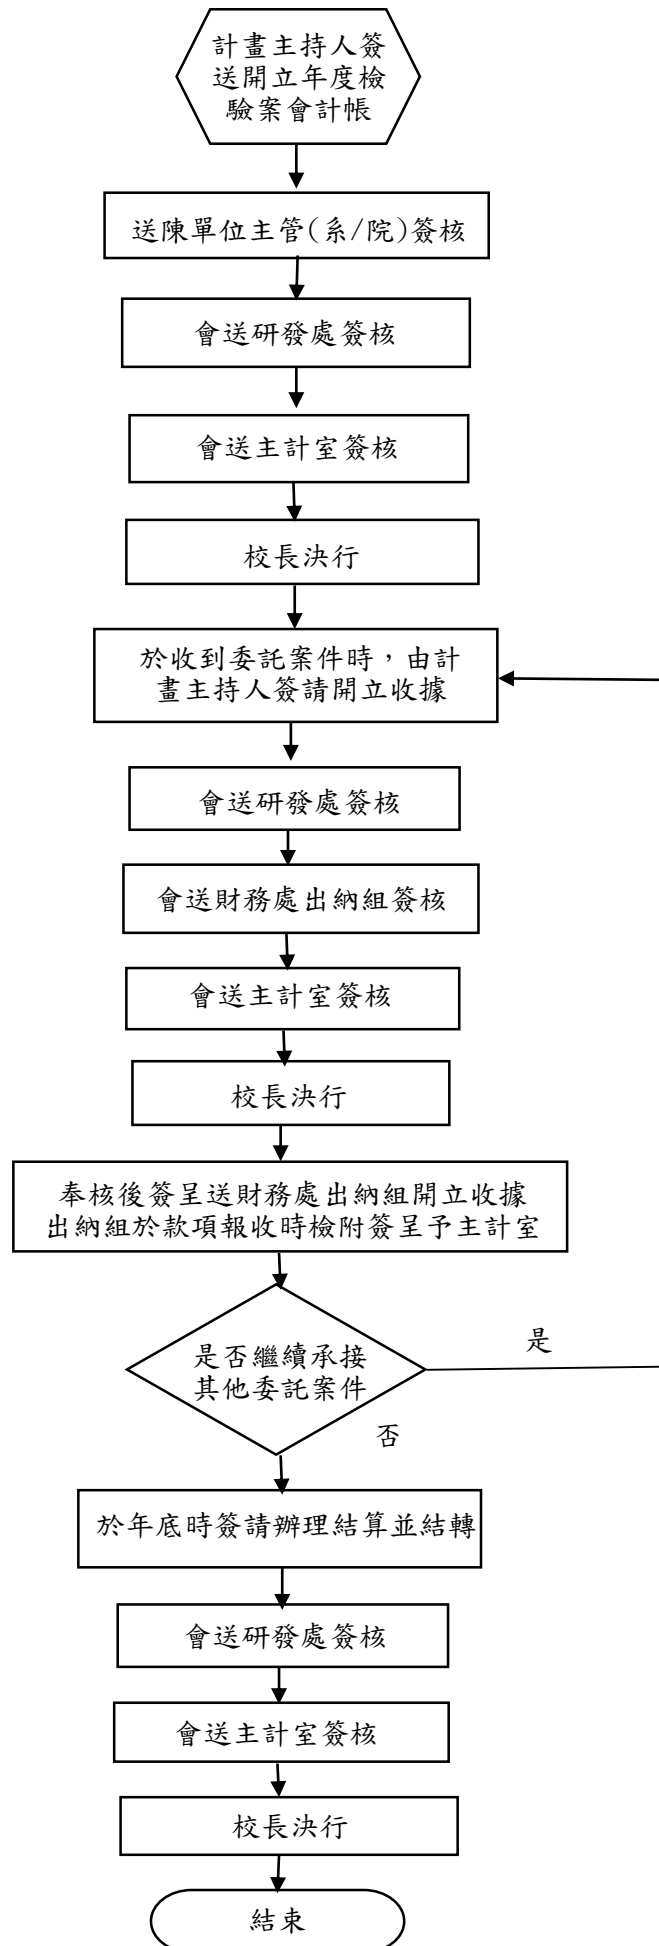 計畫主持人簽
送開立年度檢
驗案會計帳
送陳單位主管(系/院)簽核
會送研發處簽核
會送主計室簽核
校長決行
於收到委託案件時，由計
畫主持人簽請開立收據
會送研發處簽核
會送財務處出納組簽核
會送主計室簽核
校長決行
奉核後簽呈送財務處出納組開立收據
出納組於款項報收時檢附簽呈予主計室
是否繼續承接
其他委託案件
是
否
於年底時簽請辦理結算並結轉
會送研發處簽核
會送主計室簽核
校長決行
結束